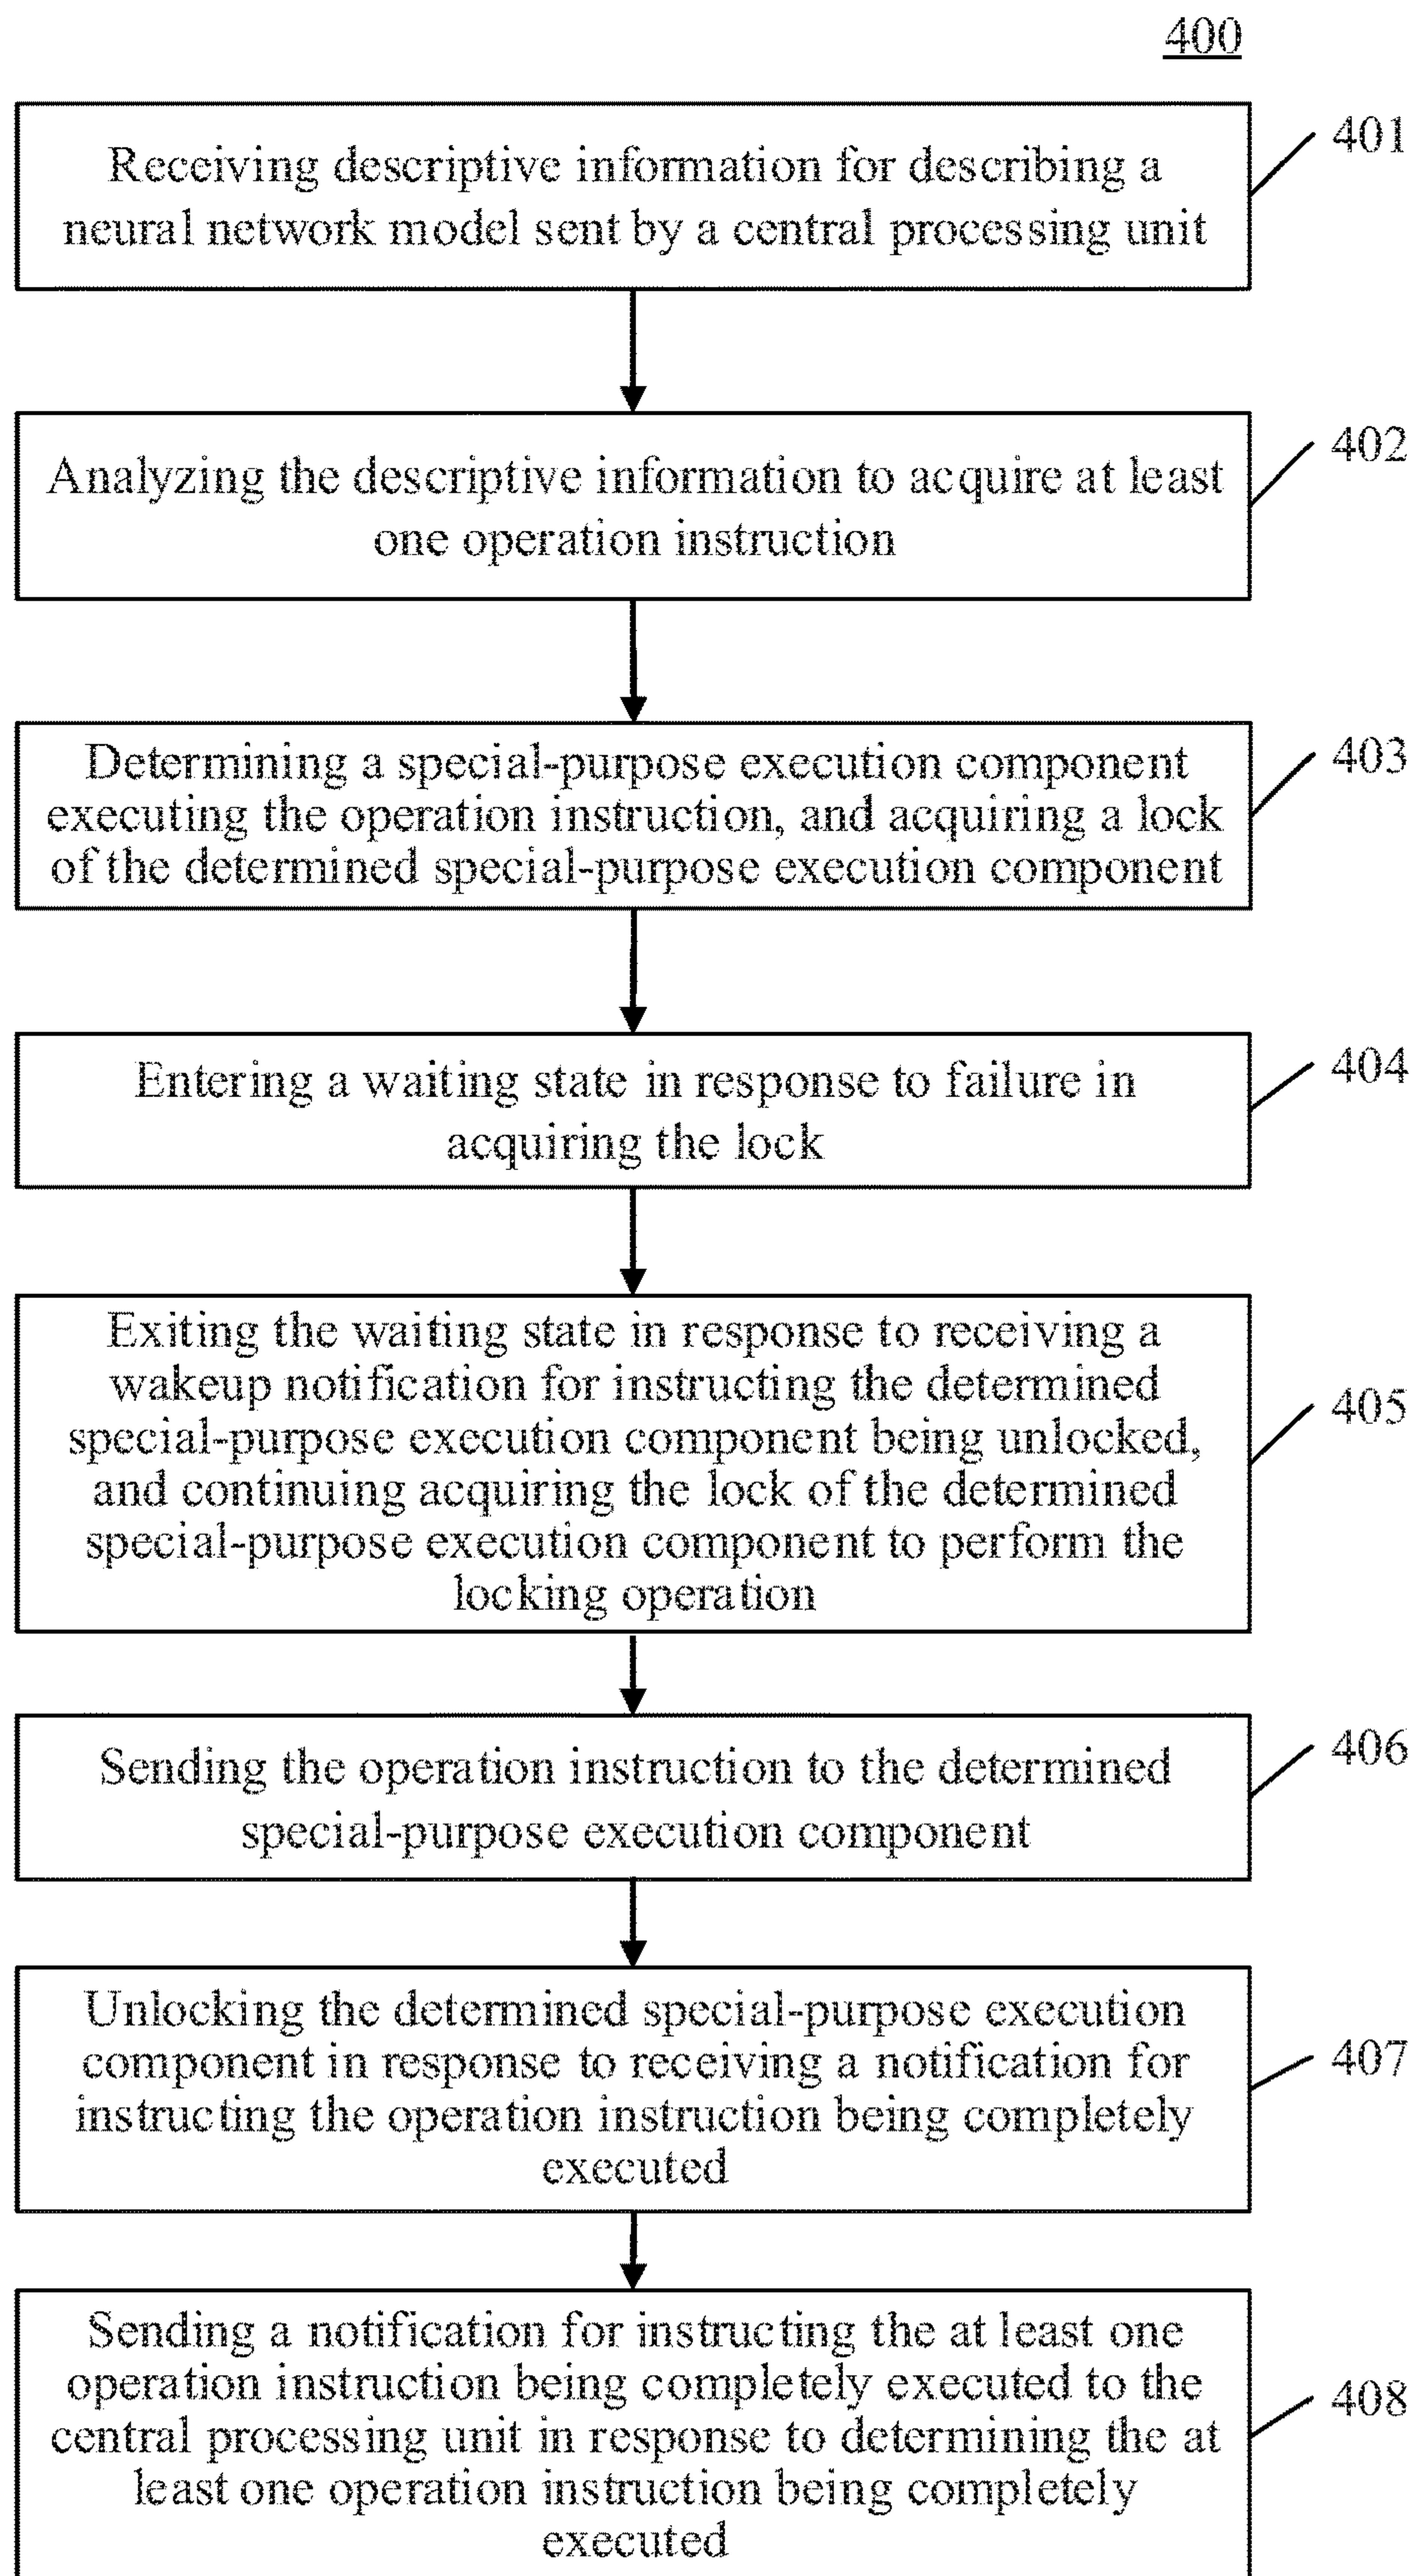 400
Receiving descriptive information for describing a
neural network model sent by a central processing unit
401
Analyzing the descriptive information to acquire at least
one operation instruction
402
Determining a special-purpose execution component
executing the operation instruction, and acquiring a lock
of the determined special-purpose execution component
403
Entering a waiting state in response to failure in
acquiring the lock
404
Exiting the waiting state in response to receiving a
wakeup notification for instructing the determined
special-purpose execution component being unlocked,
and continuing acquiring the lock of the determined
special-purpose execution component to perform the
locking operation
405
Sending the operation instruction to the determined
special-purpose execution component
406
Unlocking the determined special-purpose execution
component in response to receiving a notification for
instructing the operation instruction being completely
executed
407
Sending a notification for instructing the at least one
operation instruction being completely executed to the
central processing unit in response to determining the at
least one operation instruction being completely
executed
408